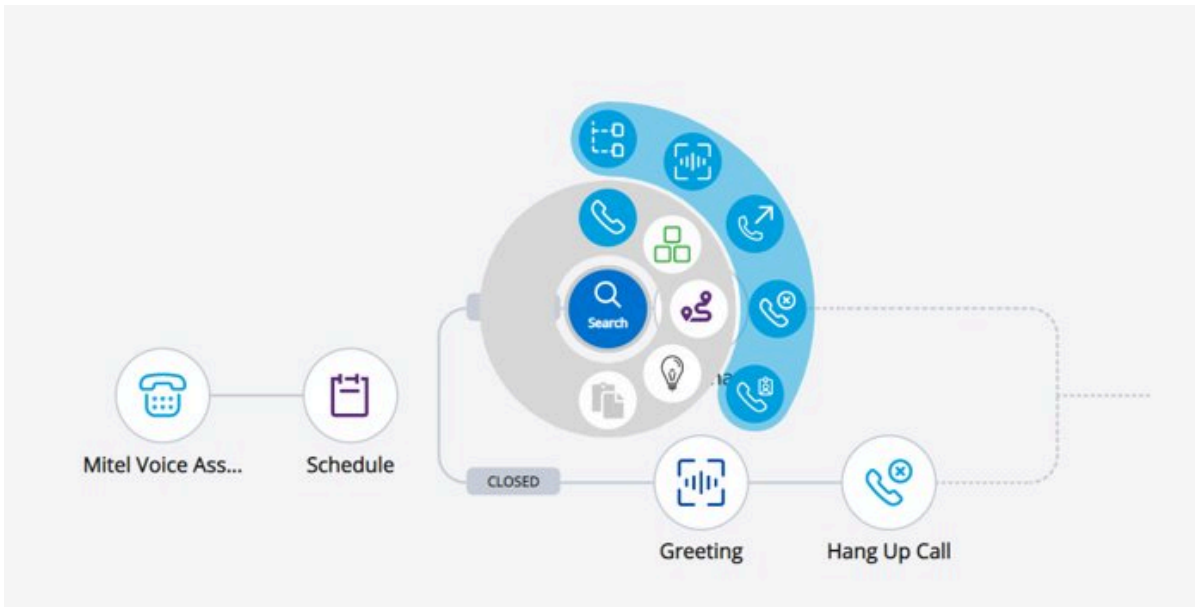 Search
Mitel Voice Ass...
Schedule
CLOSED
Greeting
Hang Up Call